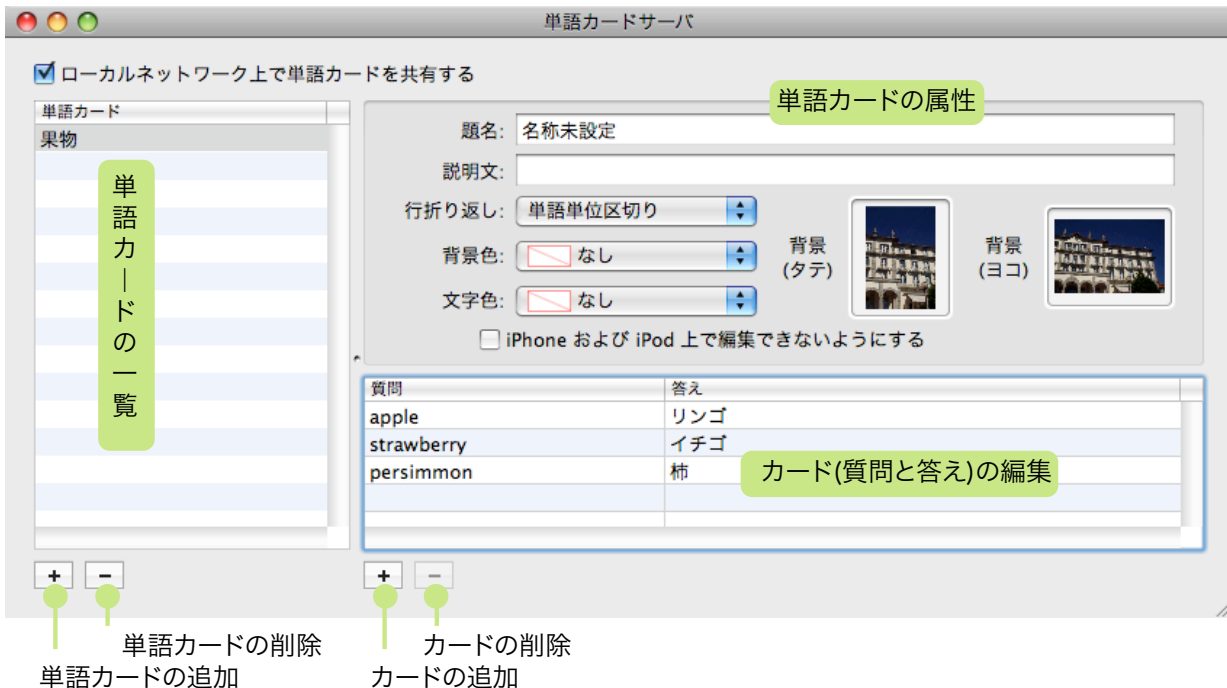 単語カードサーバ
ローカルネットワーク上で単語カードを共有する
単語カード
果物
単語カードの一覧
単語カードの属性
題名: 名称未設定
説明文:
行折り返し: 単語単位区切り
背景色: なし
文字色: なし
背景
(タテ)
背景
(ヨコ)
iPhone および iPod 上で編集できないようにする
質問 答え
apple リンゴ
strawberry イチゴ
persimmon 柿
カード(質問と答え)の編集
+ −
+ −
単語カードの削除
単語カードの追加
カードの削除
カードの追加